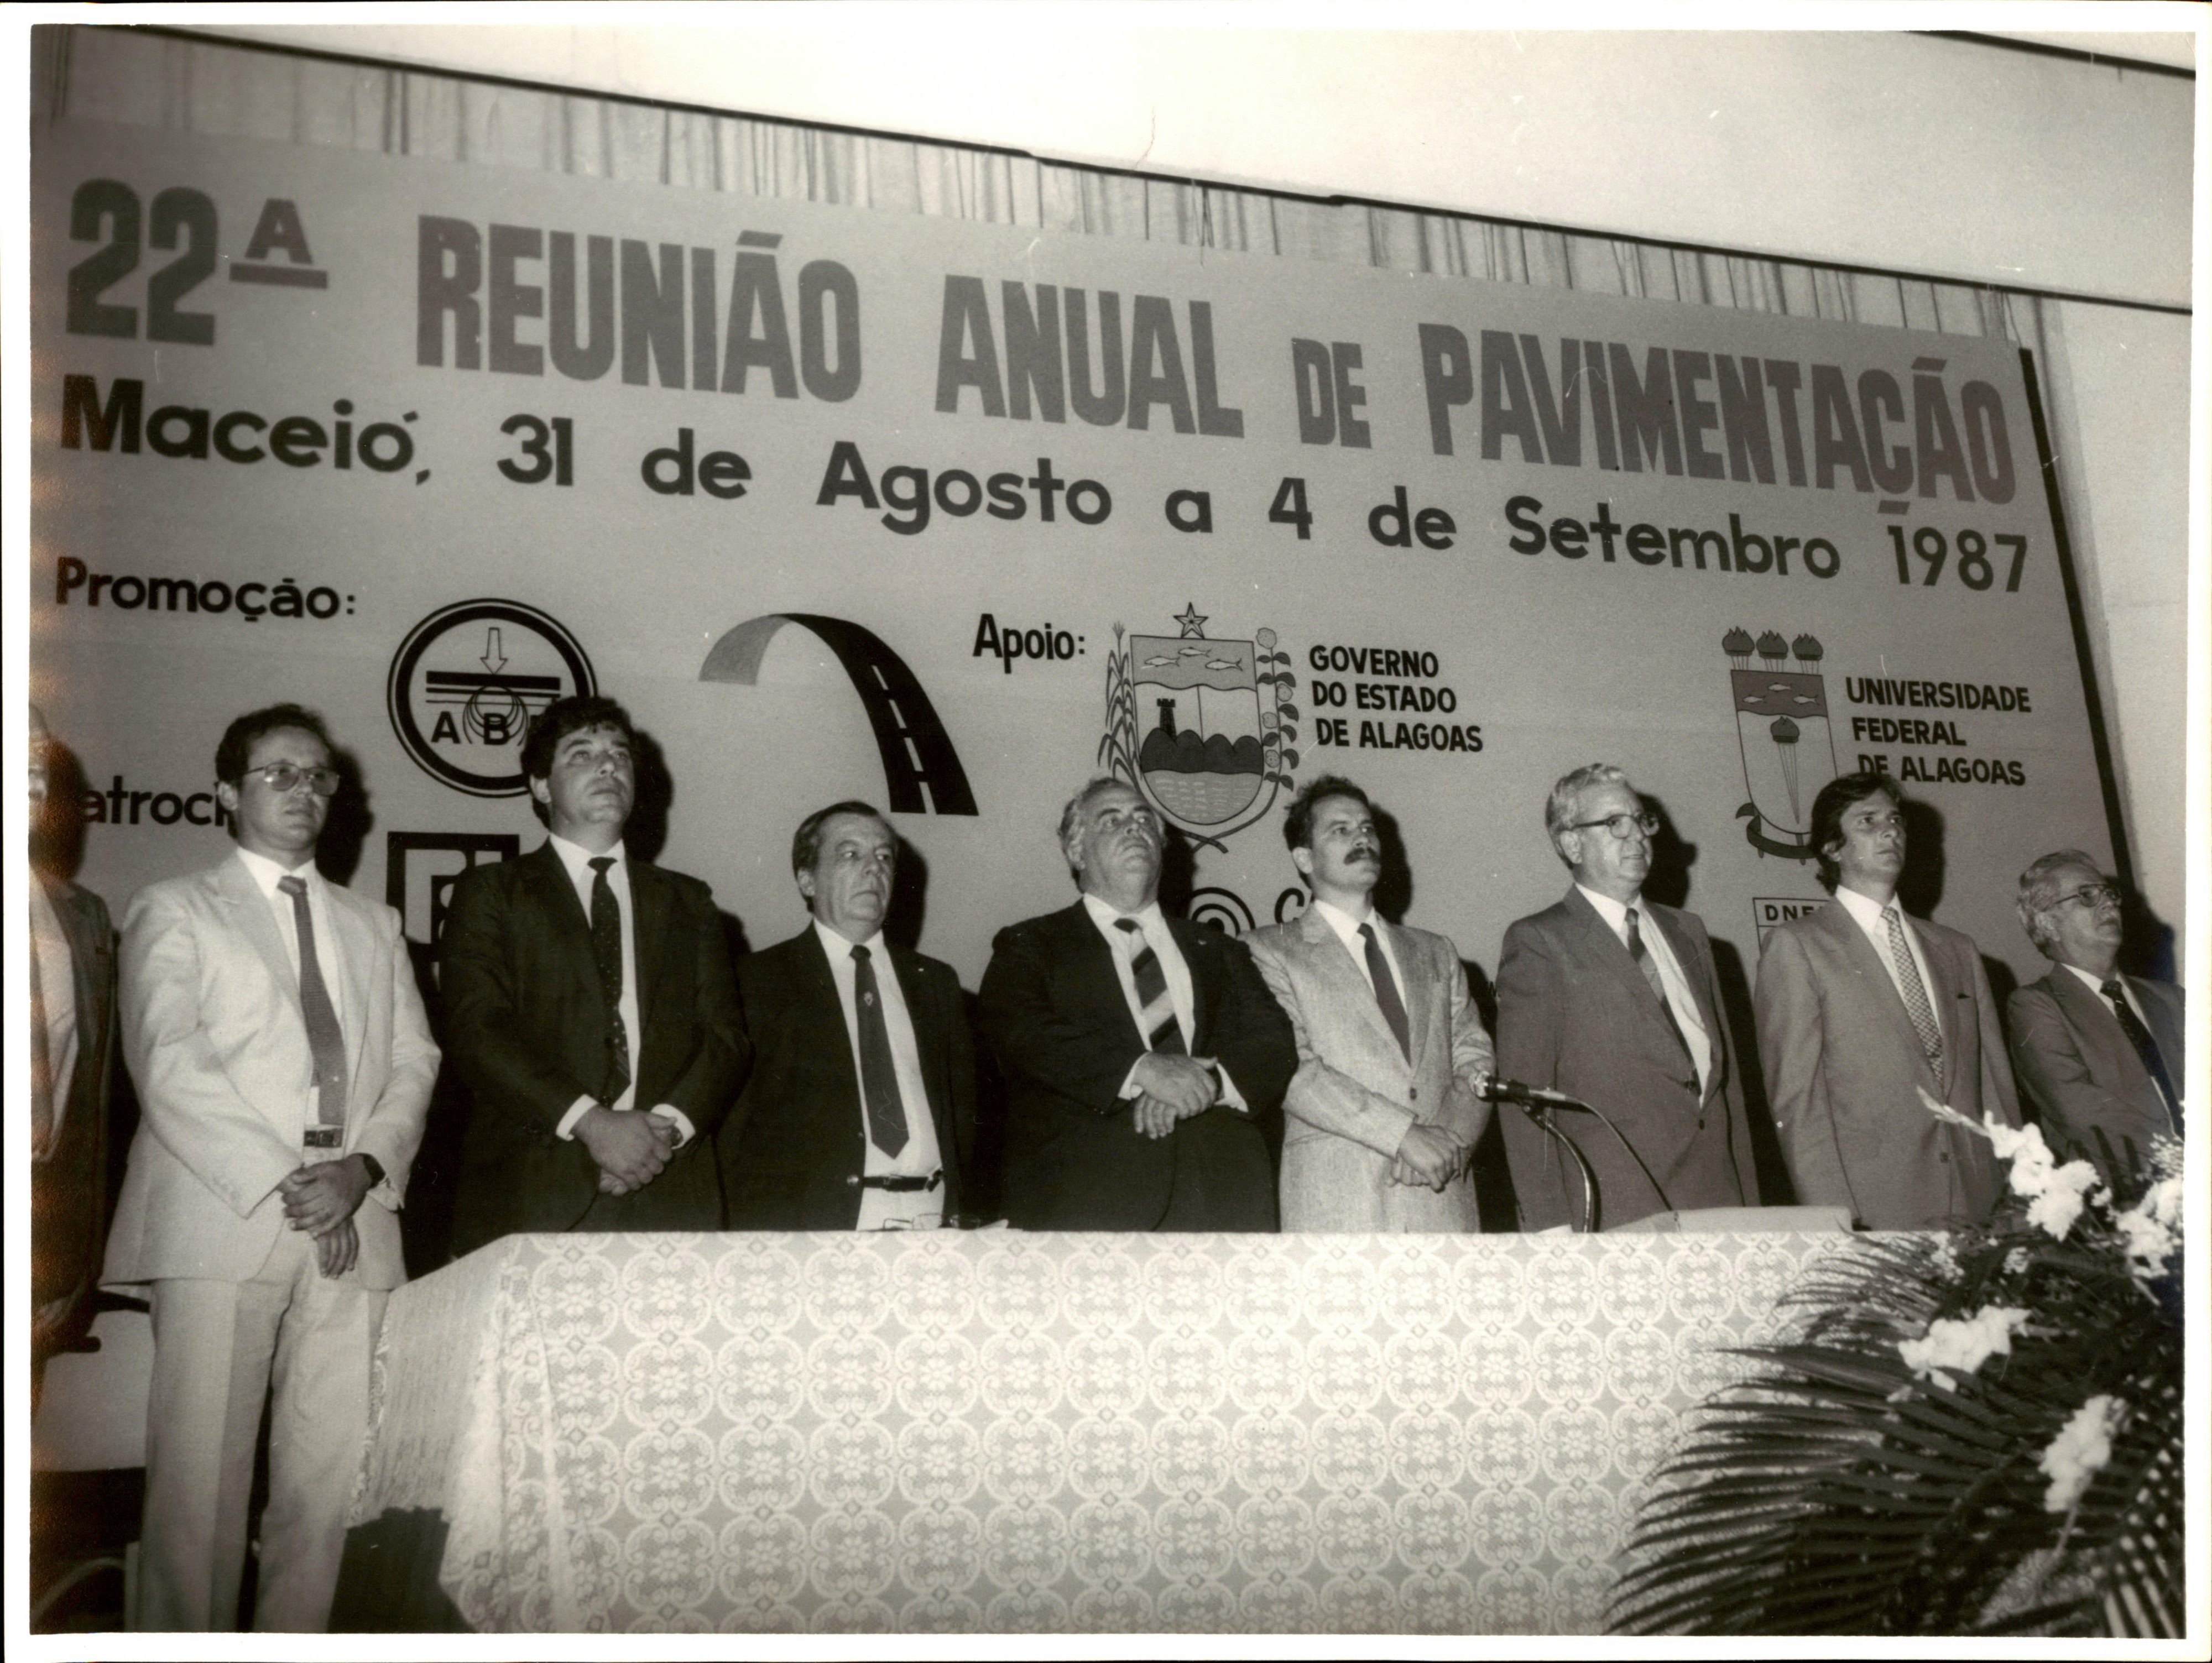 22ª REUNIÃO ANUAL DE PAVIMENTAÇÃO
Maceió, 31 de Agosto a 4 de Setembro 1987
Promoção:
Apoio:
GOVERNO
DO ESTADO
DE ALAGOAS
UNIVERSIDADE
FEDERAL
DE ALAGOAS